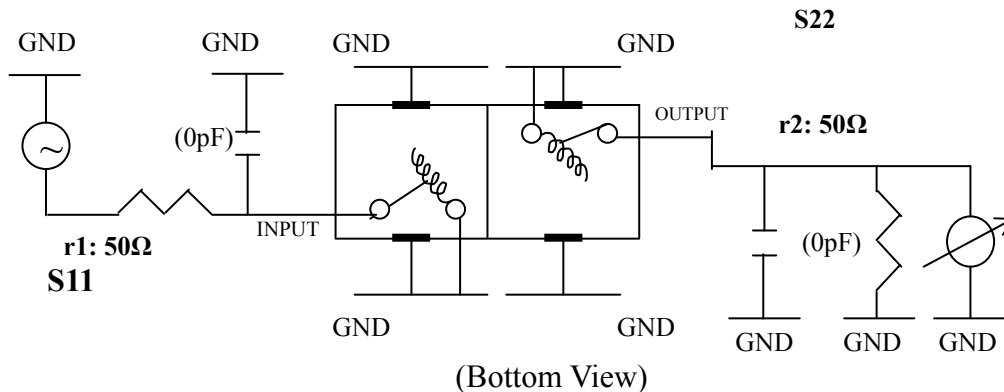 S22
GND
GND
GND
GND
(0pF)
~
OUTPUT
r2: 50Ω
INPUT
r1: 50Ω
S11
(0pF)
GND
GND
GND
GND
GND
(Bottom View)